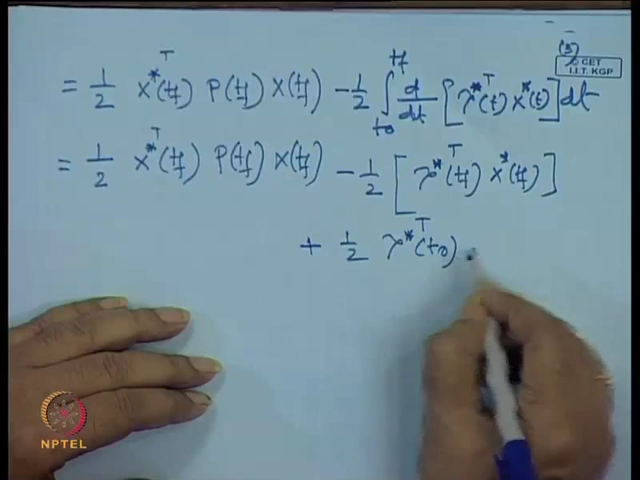 (3)
© CET
I.I.T. KGP
= 1/2 x*ᵀ(tf) P(tf) x(tf) - 1/2 ∫_{t0}^{tf} d/dt [λ*ᵀ(t) x*(t)] dt
= 1/2 x*ᵀ(tf) P(tf) x(tf) - 1/2 [λ*ᵀ(tf) x*(tf)]
+ 1/2 λ*ᵀ(t0)
NPTEL